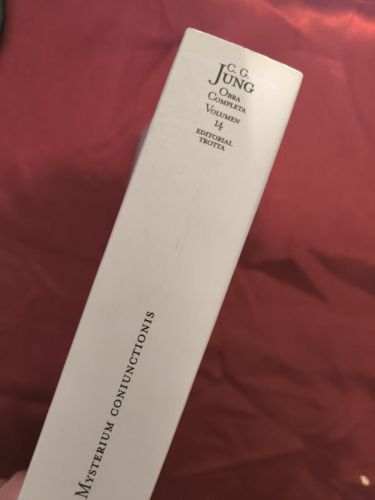 C. G.
JUNG
OBRA
COMPLETA
VOLUMEN
14
EDITORIAL
TROTTA
MYSTERIUM CONIUNCTIONIS